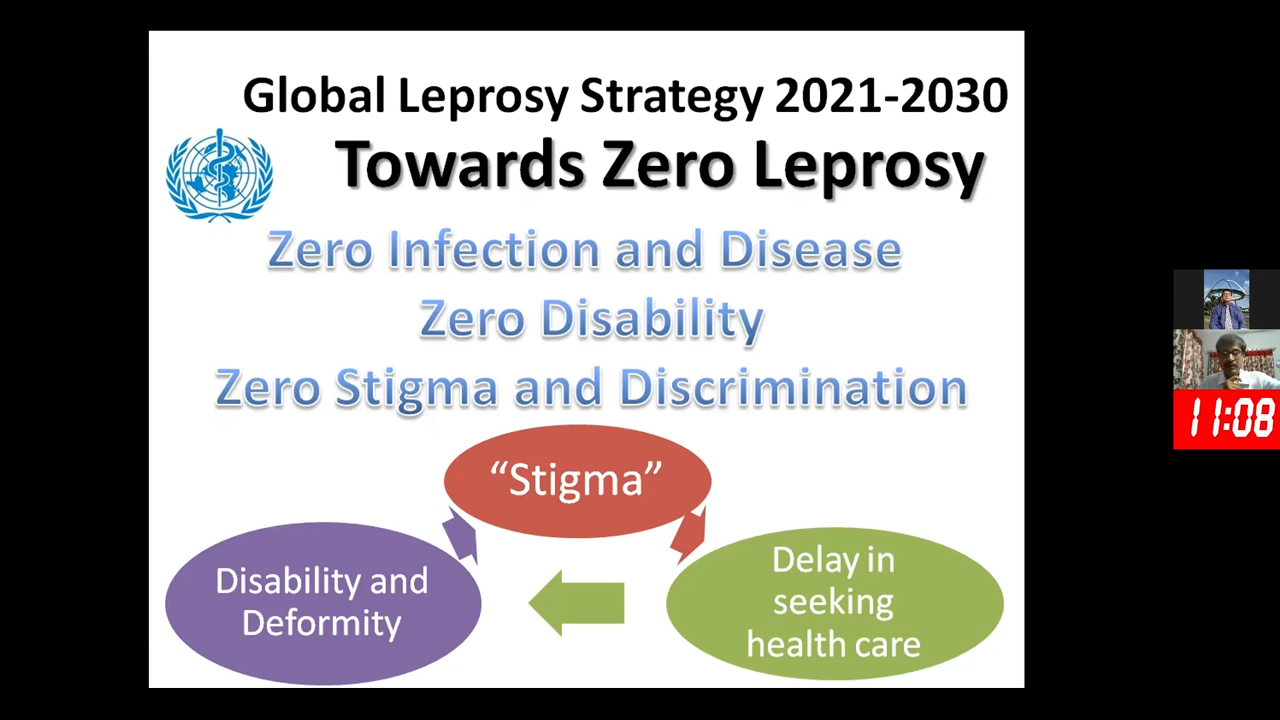 Global Leprosy Strategy 2021-2030
Towards Zero Leprosy
Zero Infection and Disease
Zero Disability
Zero Stigma and Discrimination
“Stigma”
Disability and
Deformity
Delay in
seeking
health care
11:08